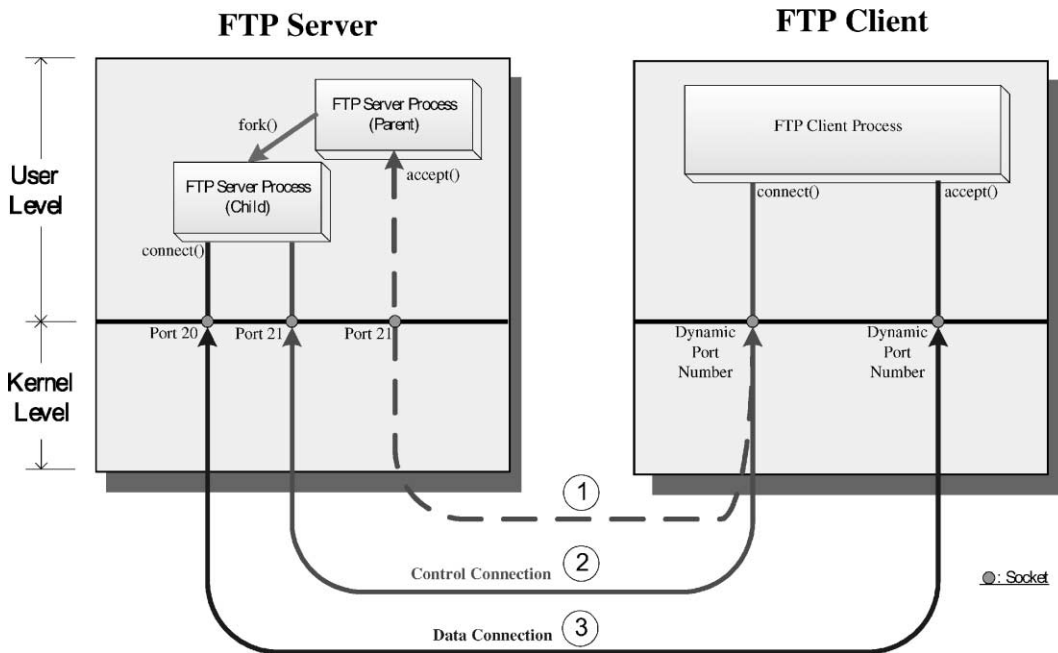 FTP Server
FTP Client
FTP Server Process
(Parent)
fork()
accept()
FTP Server Process
(Child)
connect()
FTP Client Process
connect()
accept()
User
Level
Port 20
Port 21
Port 21
Dynamic
Port
Number
Dynamic
Port
Number
Kernel
Level
1
Control Connection
2
: Socket
Data Connection
3